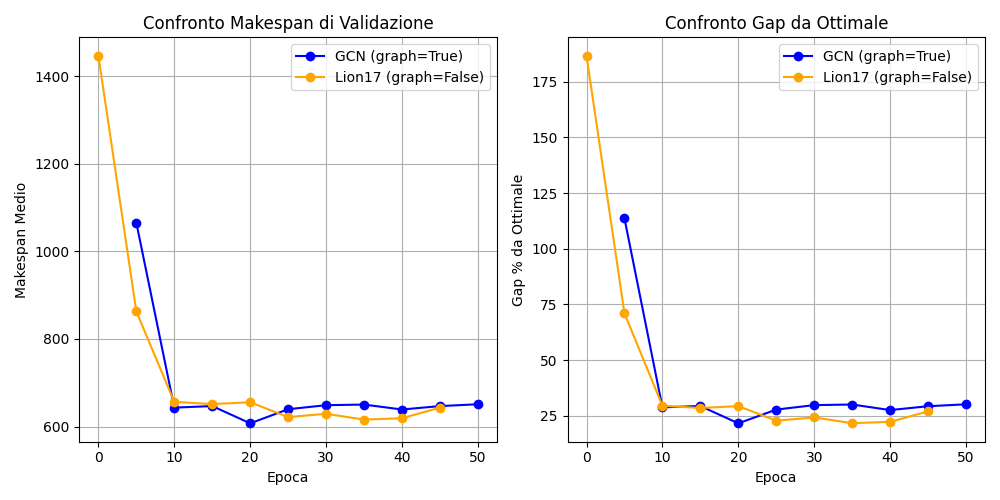 Confronto Makespan di Validazione
GCN (graph=True)
Lion17 (graph=False)
1400
1200
1000
800
600
Makespan Medio
0 10 20 30 40 50
Epoca
Confronto Gap da Ottimale
GCN (graph=True)
Lion17 (graph=False)
175
150
125
100
75
50
25
Gap % da Ottimale
0 10 20 30 40 50
Epoca